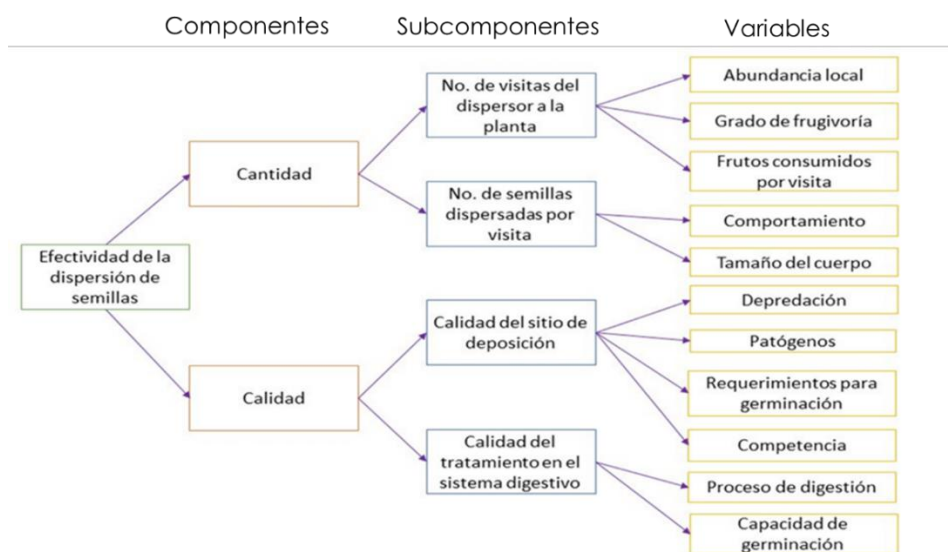 Componentes
Subcomponentes
Variables
Efectividad de la
dispersión de
semillas
Cantidad
Calidad
No. de visitas del
dispersor a la
planta
No. de semillas
dispersadas por
visita
Calidad del sitio de
deposición
Calidad del
tratamiento en el
sistema digestivo
Abundancia local
Grado de frugivoría
Frutos consumidos
por visita
Comportamiento
Tamaño del cuerpo
Depredación
Patógenos
Requerimientos para
germinación
Competencia
Proceso de digestión
Capacidad de
germinación